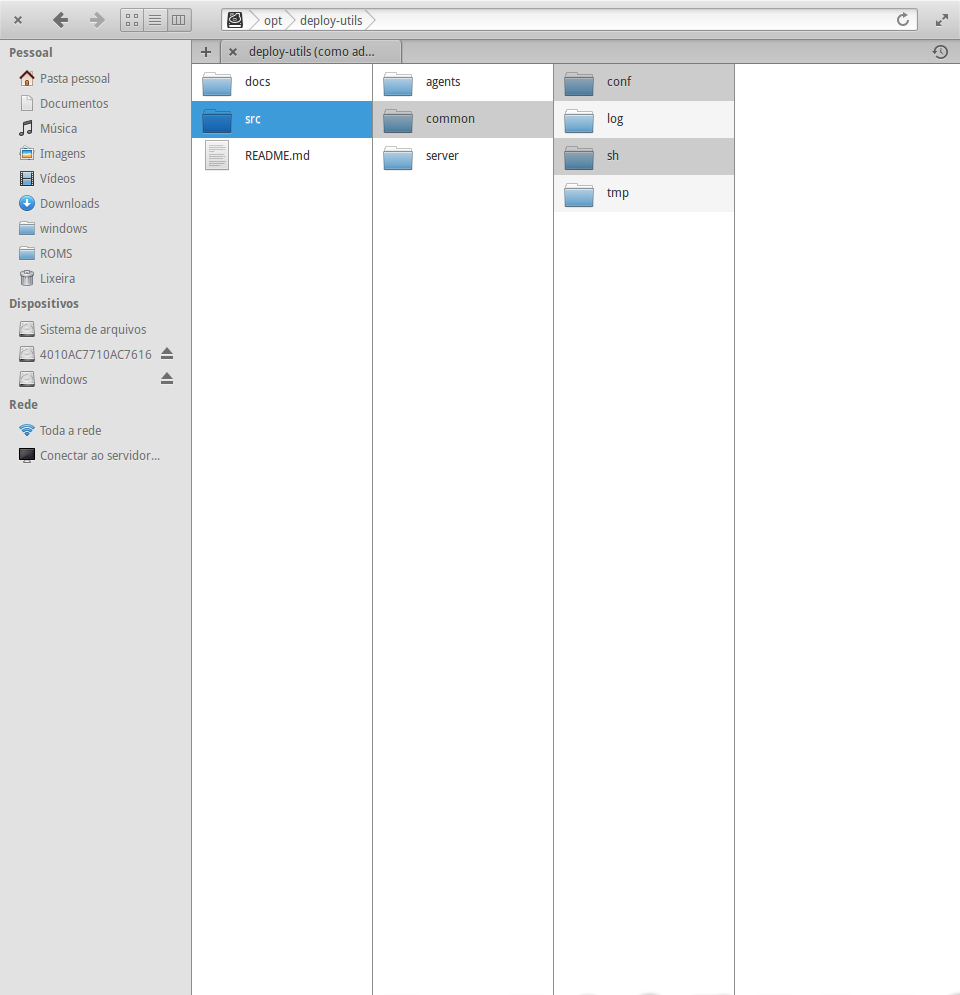 opt
deploy-utils
deploy-utils (como ad...
Pessoal
Pasta pessoal
Documentos
Música
Imagens
Vídeos
Downloads
windows
ROMS
Lixeira
Dispositivos
Sistema de arquivos
4010AC7710AC7616
windows
Rede
Toda a rede
Conectar ao servidor...
docs
src
README.md
agents
common
server
conf
log
sh
tmp